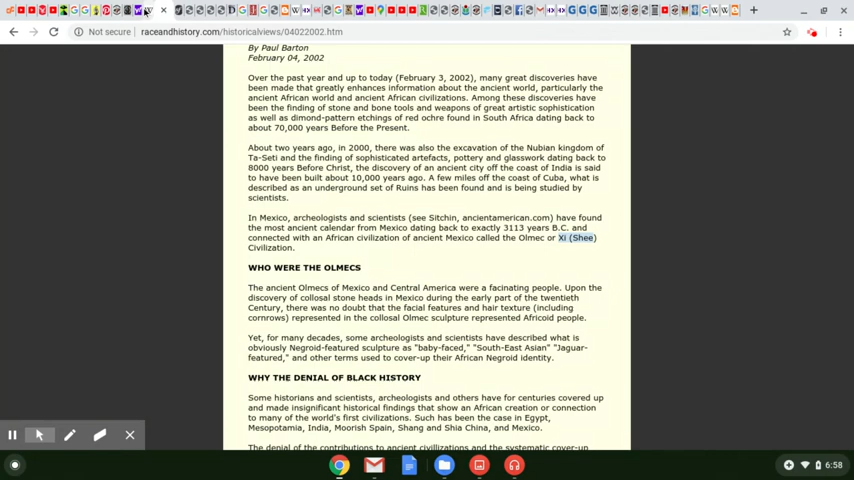 Not secure
raceandhistory.com/historicalviews/04022002.htm
By Paul Barton
February 04, 2002
Over the past year and up to today (February 3, 2002), many great discoveries have
been made that greatly enhances information about the ancient world, particularly the
ancient African world and ancient African civilizations. Among these discoveries have
been the finding of stone and bone tools and weapons of great artistic sophistication
as well as dimond-pattern etchings of red ochre found in South Africa dating back to
about 70,000 years Before the Present.
About two years ago, in 2000, there was also the excavation of the Nubian kingdom of
Ta-Seti and the finding of sophisticated artefacts, pottery and glasswork dating back to
8000 years Before Christ, the discovery of an ancient city off the coast of India is said
to have been built about 10,000 years ago. A few miles off the coast of Cuba, what is
described as an underground set of Ruins has been found and is being studied by
scientists.
In Mexico, archeologists and scientists (see Sitchin, ancientamerican.com) have found
the most ancient calendar from Mexico dating back to exactly 3113 years B.C. and
connected with an African civilization of ancient Mexico called the Olmec or Xi (Shee)
Civilization.
WHO WERE THE OLMECS
The ancient Olmecs of Mexico and Central America were a facinating people. Upon the
discovery of collosal stone heads in Mexico during the early part of the twentieth
Century, there was no doubt that the facial features and hair texture (including
cornrows) represented in the collosal Olmec sculpture represented Africoid people.
Yet, for many decades, some archeologists and scientists have described what is
obviously Negroid-featured sculpture as "baby-faced," "South-East Asian" "Jaguar-
featured," and other terms used to cover-up their African Negroid identity.
WHY THE DENIAL OF BLACK HISTORY
Some historians and scientists, archeologists and others have for centuries covered up
and made insignificant historical findings that show an African creation or connection
to many of the world's first civilizations. Such has been the case in Egypt,
Mesopotamia, India, Moorish Spain, Shang and Shia China, and Mexico.
The denial of the contributions to ancient civillizations and the systematic cover-up
6:58